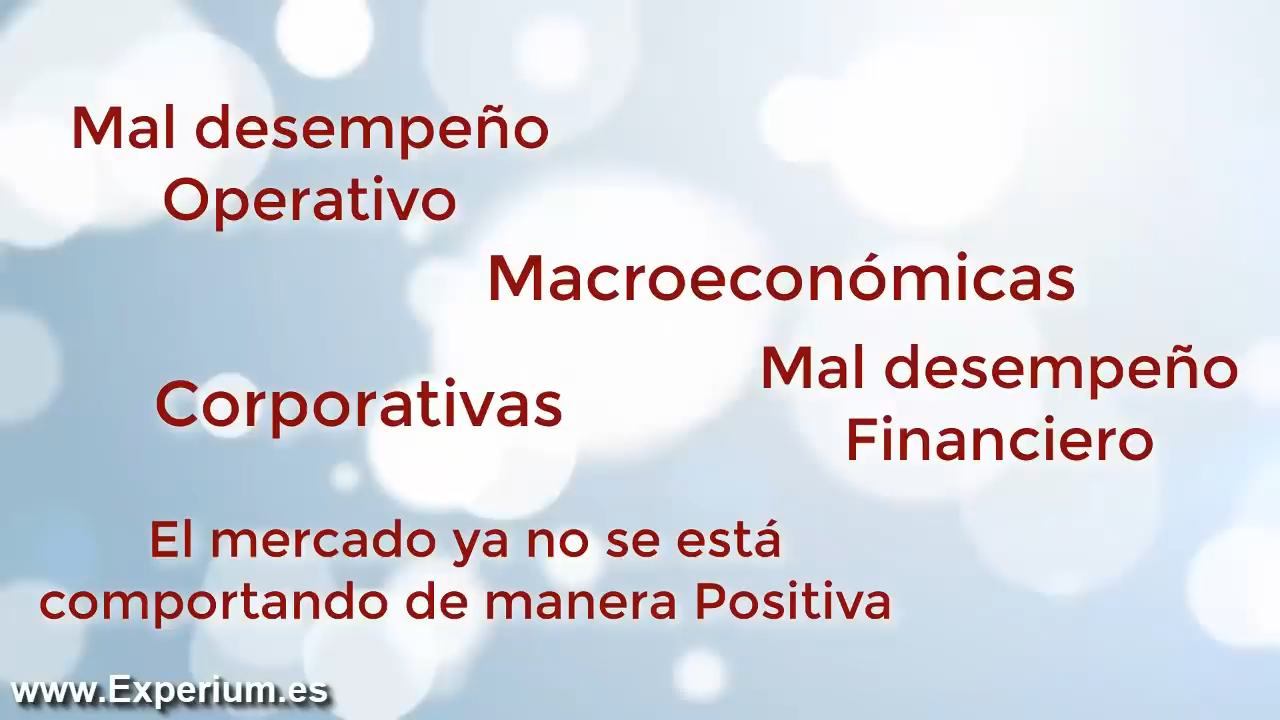 Mal desempeño
Operativo
Macroeconómicas
Mal desempeño
Financiero
Corporativas
El mercado ya no se está
comportando de manera Positiva
www.Experium.es